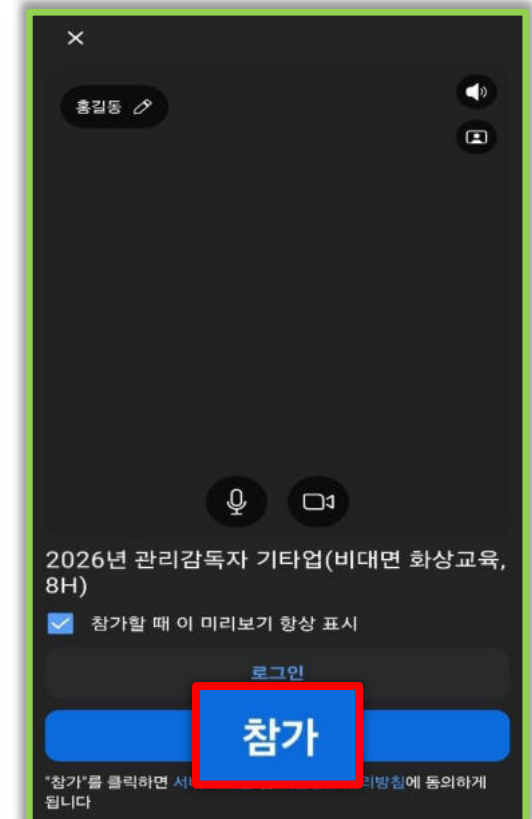 홍길동
2026년 관리감독자 기타업(비대면 화상교육,
8H)
참가할 때 이 미리보기 항상 표시
로그인
참가
"참가"를 클릭하면 에 동의하게
됩니다